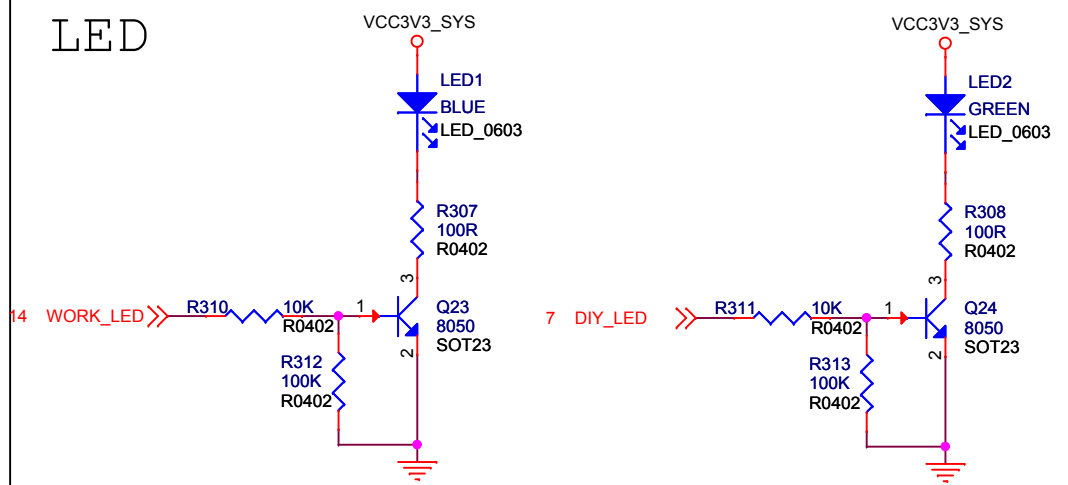 LED
VCC3V3_SYS
LED1
BLUE
LED_0603
R307
100R
R0402
3
14 WORK_LED
R310 10K
R0402
1
Q23
8050
SOT23
2
R312
100K
R0402
VCC3V3_SYS
LED2
GREEN
LED_0603
R308
100R
R0402
3
7 DIY_LED
R311 10K
R0402
1
Q24
8050
SOT23
2
R313
100K
R0402